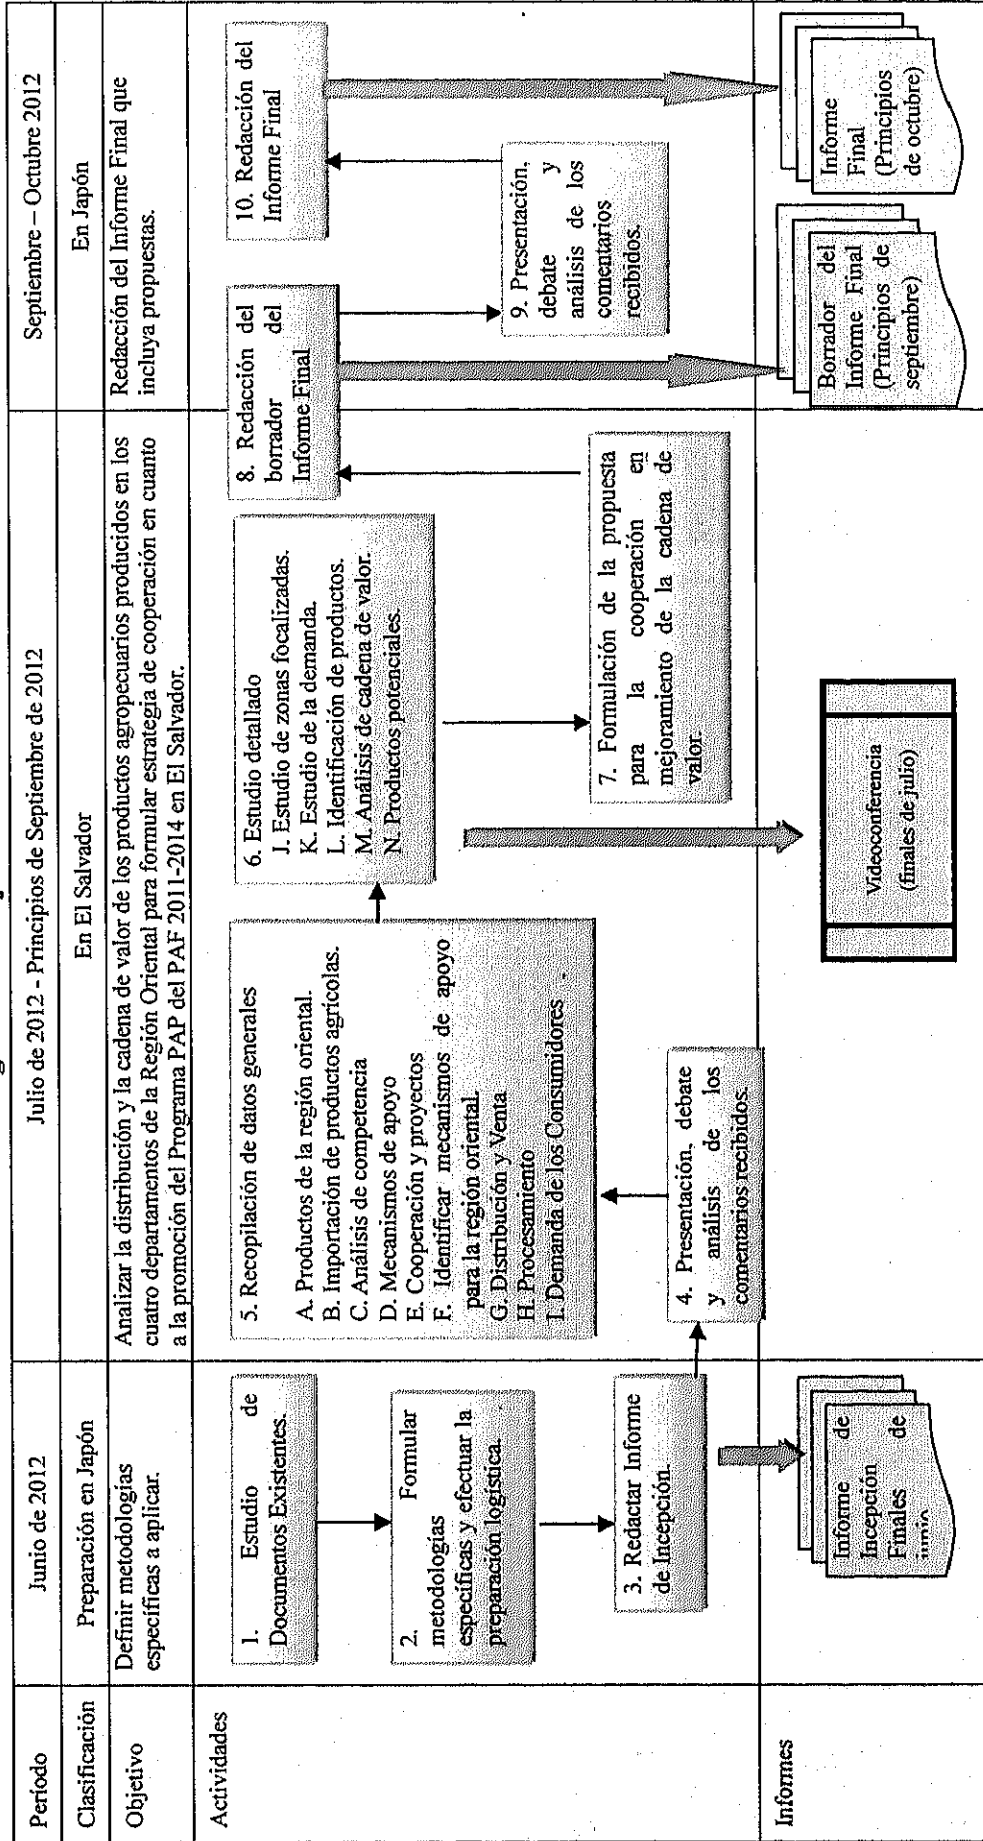 Período
Junio de 2012
Julio de 2012 - Principios de Septiembre de 2012
Septiembre – Octubre 2012
Clasificación
Preparación en Japón
En El Salvador
En Japón
Objetivo
Definir metodologías
específicas a aplicar.
Analizar la distribución y la cadena de valor de los productos agropecuarios producidos en los
cuatro departamentos de la Región Oriental para formular estrategia de cooperación en cuanto
a la promoción del Programa PAP del PAF 2011-2014 en El Salvador.
Redacción del Informe Final que
incluya propuestas.
Actividades
1. Estudio de
Documentos Existentes.
2. Formular
metodologías
específicas y efectuar la
preparación logística.
3. Redactar Informe
de Incepción.
4. Presentación, debate
y análisis de los
comentarios recibidos.
5. Recopilación de datos generales
A. Productos de la región oriental.
B. Importación de productos agrícolas.
C. Análisis de competencia
D. Mecanismos de apoyo
E. Cooperación y proyectos
F. Identificar mecanismos de apoyo
para la región oriental.
G. Distribución y Venta
H. Procesamiento
I. Demanda de los Consumidores
6. Estudio detallado
J. Estudio de zonas focalizadas.
K. Estudio de la demanda.
L. Identificación de productos.
M. Análisis de cadena de valor.
N. Productos potenciales.
7. Formulación de la propuesta
para la cooperación en
mejoramiento de la cadena de
valor.
8. Redacción del
borrador del
Informe Final
9. Presentación,
debate y
análisis de los
comentarios
recibidos.
10. Redacción del
Informe Final
Informes
Informe de
Incepción
Finales de
junio
Videoconferencia
(finales de julio)
Borrador del
Informe Final
(Principios de
septiembre)
Informe
Final
(Principios
de octubre)